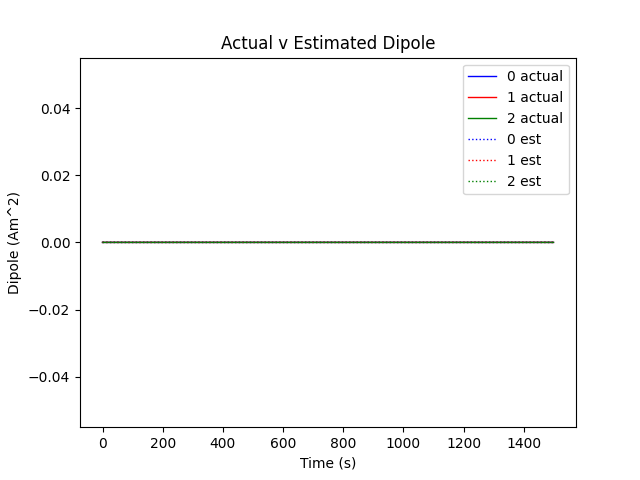 Actual v Estimated Dipole
0 actual
1 actual
2 actual
0 est
1 est
2 est
0.04
0.02
0.00
−0.02
−0.04
Dipole (Am^2)
0 200 400 600 800 1000 1200 1400
Time (s)